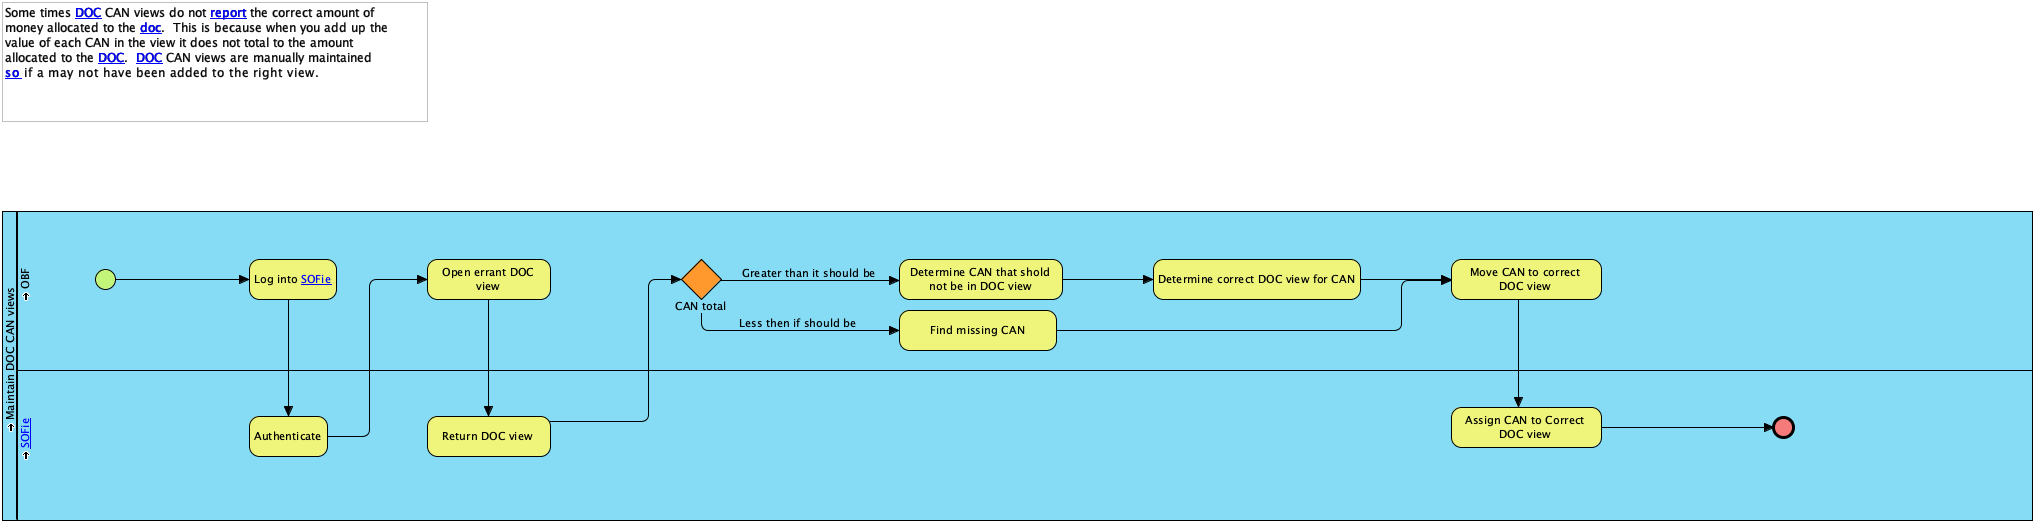 Some times DOC CAN views do not report the correct amount of
money allocated to the doc.  This is because when you add up the
value of each CAN in the view it does not total to the amount
allocated to the DOC.  DOC CAN views are manually maintained
so if a may not have been added to the right view.
Maintain DOC CAN views
OBF
Log into SOFie
Open errant DOC
view
CAN total
Greater than it should be
Less then if should be
Determine CAN that shold
not be in DOC view
Find missing CAN
Determine correct DOC view for CAN
Move CAN to correct
DOC view
SOFie
Authenticate
Return DOC view
Assign CAN to Correct
DOC view